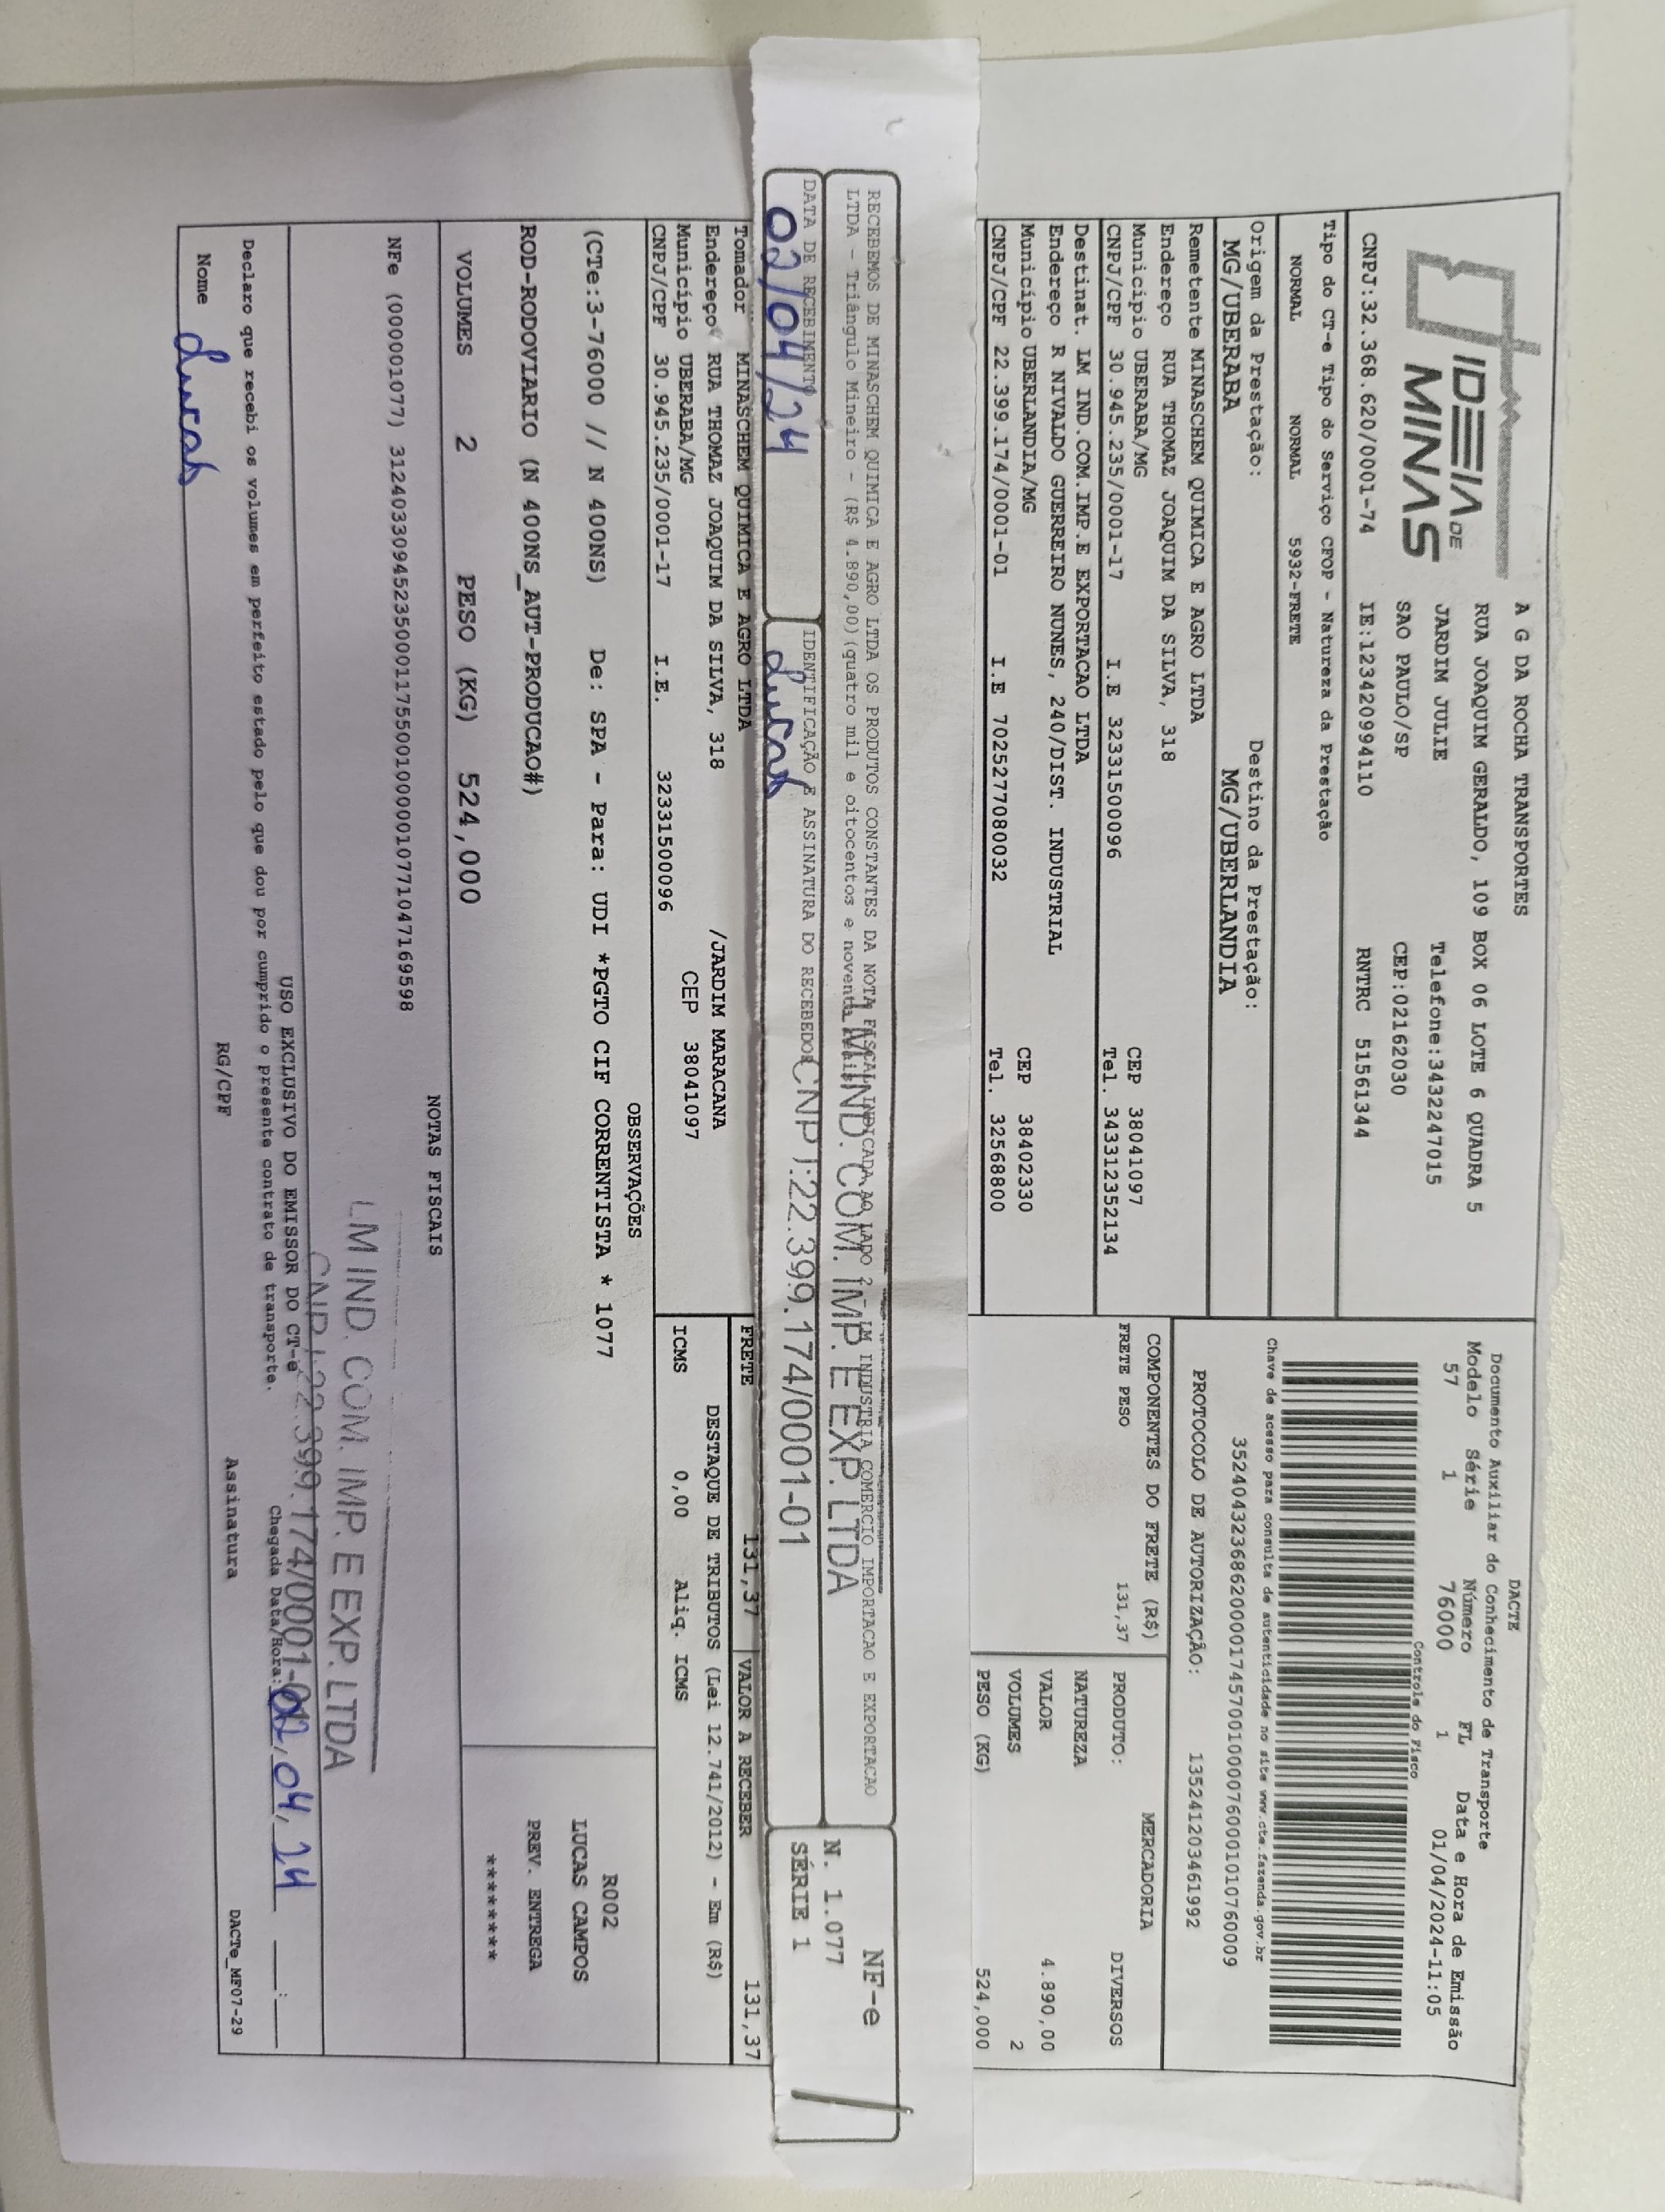 IDEIA DE
MINAS
A G DA ROCHA TRANSPORTES
RUA JOAQUIM GERALDO, 109 BOX 06 LOTE 6 QUADRA 5
JARDIM JULIE Telefone:3432247015
SAO PAULO/SP CEP:02162030
CNPJ:32.368.620/0001-74 IE:123420994110 RNTRC 51561344
DACTE
Documento Auxiliar do Conhecimento de Transporte
Modelo Série Número FL Data e Hora de Emissão
57 1 76000 1 01/04/2024-11:05
Controle do Fisco
Tipo do CT-e Tipo do Serviço CFOP - Natureza da Prestação
NORMAL NORMAL 5932-FRETE
Chave de acesso para consulta de autenticidade no site www.cte.fazenda.gov.br
35240432368620000174570010000760001010760009
Origem da Prestação: Destino da Prestação:
MG/UBERABA MG/UBERLANDIA
PROTOCOLO DE AUTORIZAÇÃO: 135241203461992
Remetente MINASCHEM QUIMICA E AGRO LTDA
Endereço RUA THOMAZ JOAQUIM DA SILVA, 318
Município UBERABA/MG CEP 38041097
CNPJ/CPF 30.945.235/0001-17 I.E 3233150096 Tel. 343312352134
COMPONENTES DO FRETE (R$)
FRETE PESO 131,37
MERCADORIA
PRODUTO: DIVERSOS
NATUREZA
VALOR 4.890,00
VOLUMES 2
PESO (KG) 524,000
Destinat. LM IND.COM.IMP.E EXPORTACAO LTDA
Endereço R NIVALDO GUERREIRO NUNES, 240/DIST. INDUSTRIAL
Município UBERLANDIA/MG CEP 38402330
CNPJ/CPF 22.399.174/0001-01 I.E 7025277080032 Tel. 32568800
RECEBEMOS DE MINASCHEM QUIMICA E AGRO LTDA OS PRODUTOS CONSTANTES DA NOTA FISCAL INDICADA AO LADO 2 - LM INDUSTRIA COMERCIO IMPORTACAO E EXPORTACAO
LTDA - Triângulo Mineiro - (R$ 4.890,00)(quatro mil e oitocentos e noventa reais)
LM IND. COM. IMP. E EXP. LTDA
CNPJ:22.399.174/0001-01
DATA DE RECEBIMENTO IDENTIFICAÇÃO E ASSINATURA DO RECEBEDOR
02/04/24 Lucas
NF-e
N. 1.077
SÉRIE 1
Tomador MINASCHEM QUIMICA E AGRO LTDA
Endereço RUA THOMAZ JOAQUIM DA SILVA, 318 /JARDIM MARACANA
Município UBERABA/MG CEP 38041097
CNPJ/CPF 30.945.235/0001-17 I.E. 3233150096
FRETE 131,37 VALOR A RECEBER 131,37
DESTAQUE DE TRIBUTOS (Lei 12.741/2012) - Em (R$)
ICMS 0,00 Aliq. ICMS
OBSERVAÇÕES
(CTe:3-76000 // N 400NS) De: SPA - Para: UDI *PGTO CIF CORRENTISTA * 1077
ROD-RODOVIARIO (N 400NS_AUT-PRODUCAO#)
R002
LUCAS CAMPOS
PREV. ENTREGA
********
VOLUMES 2 PESO (KG) 524,000
NOTAS FISCAIS
NFe (000001077) 31240330945235000117550010000010771047169598
LM IND. COM. IMP. E EXP. LTDA
CNPJ:22.399.174/0001-01
USO EXCLUSIVO DO EMISSOR DO CT-e
Declaro que recebi os volumes em perfeito estado pelo que dou por cumprido o presente contrato de transporte. Chegada Data/Hora: 02,04,24 __:__
Nome Lucas RG/CPF Assinatura
DACTe_MF07-29